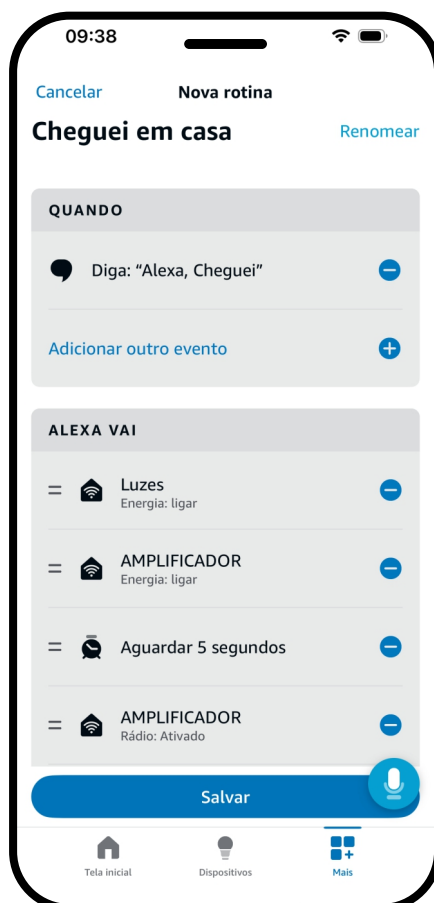 09:38
Cancelar
Nova rotina
Cheguei em casa
Renomear
QUANDO
Diga: “Alexa, Cheguei”
Adicionar outro evento
ALEXA VAI
Luzes
Energia: ligar
AMPLIFICADOR
Energia: ligar
Aguardar 5 segundos
AMPLIFICADOR
Rádio: Ativado
Salvar
Tela inicial
Dispositivos
Mais